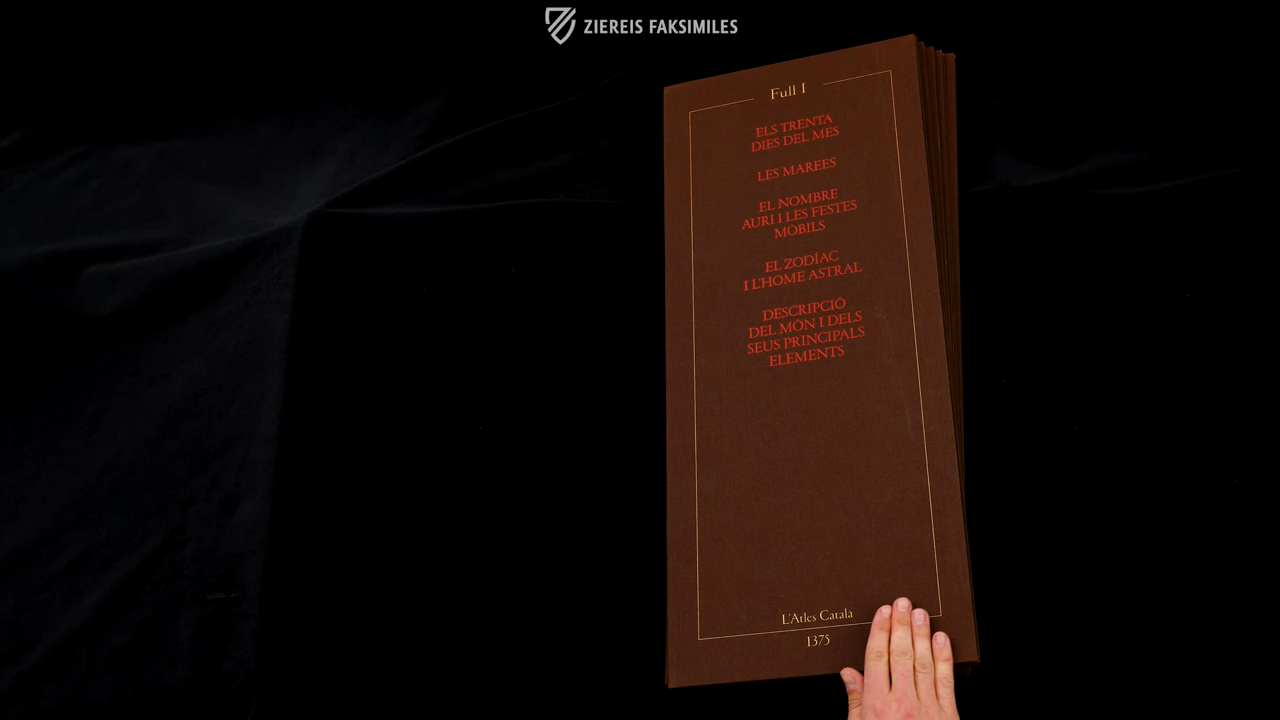 ZIEREIS FAKSIMILES
Full I
ELS TRENTA
DIES DEL MES
LES MAREES
EL NOMBRE
AURI I LES FESTES
MÒBILS
EL ZODÍAC
I L'HOME ASTRAL
DESCRIPCIÓ
DEL MÓN I DELS
SEUS PRINCIPALS
ELEMENTS
L'Atles Català
1375